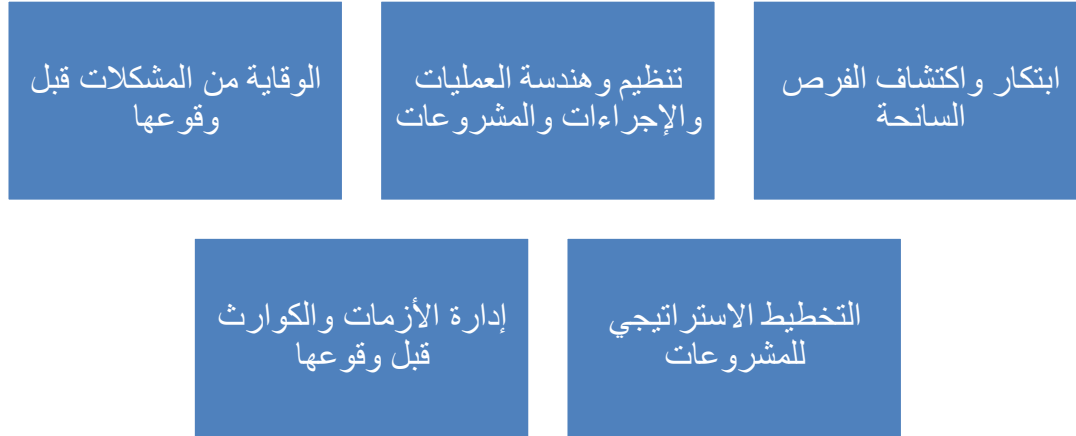 ابتكار واكتشاف الفرص
السانحة
تنظيم وهندسة العمليات
والإجراءات والمشروعات
الوقاية من المشكلات قبل
وقوعها
التخطيط الاستراتيجي
للمشروعات
إدارة الأزمات والكوارث
قبل وقوعها